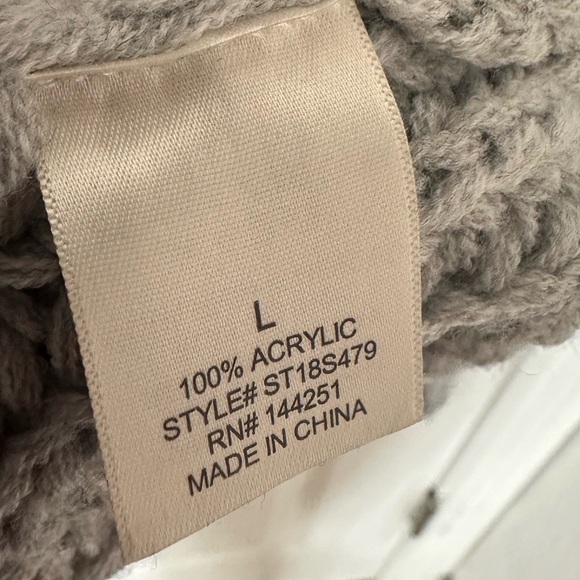 L
100% ACRYLIC
STYLE# ST18S479
RN# 144251
MADE IN CHINA